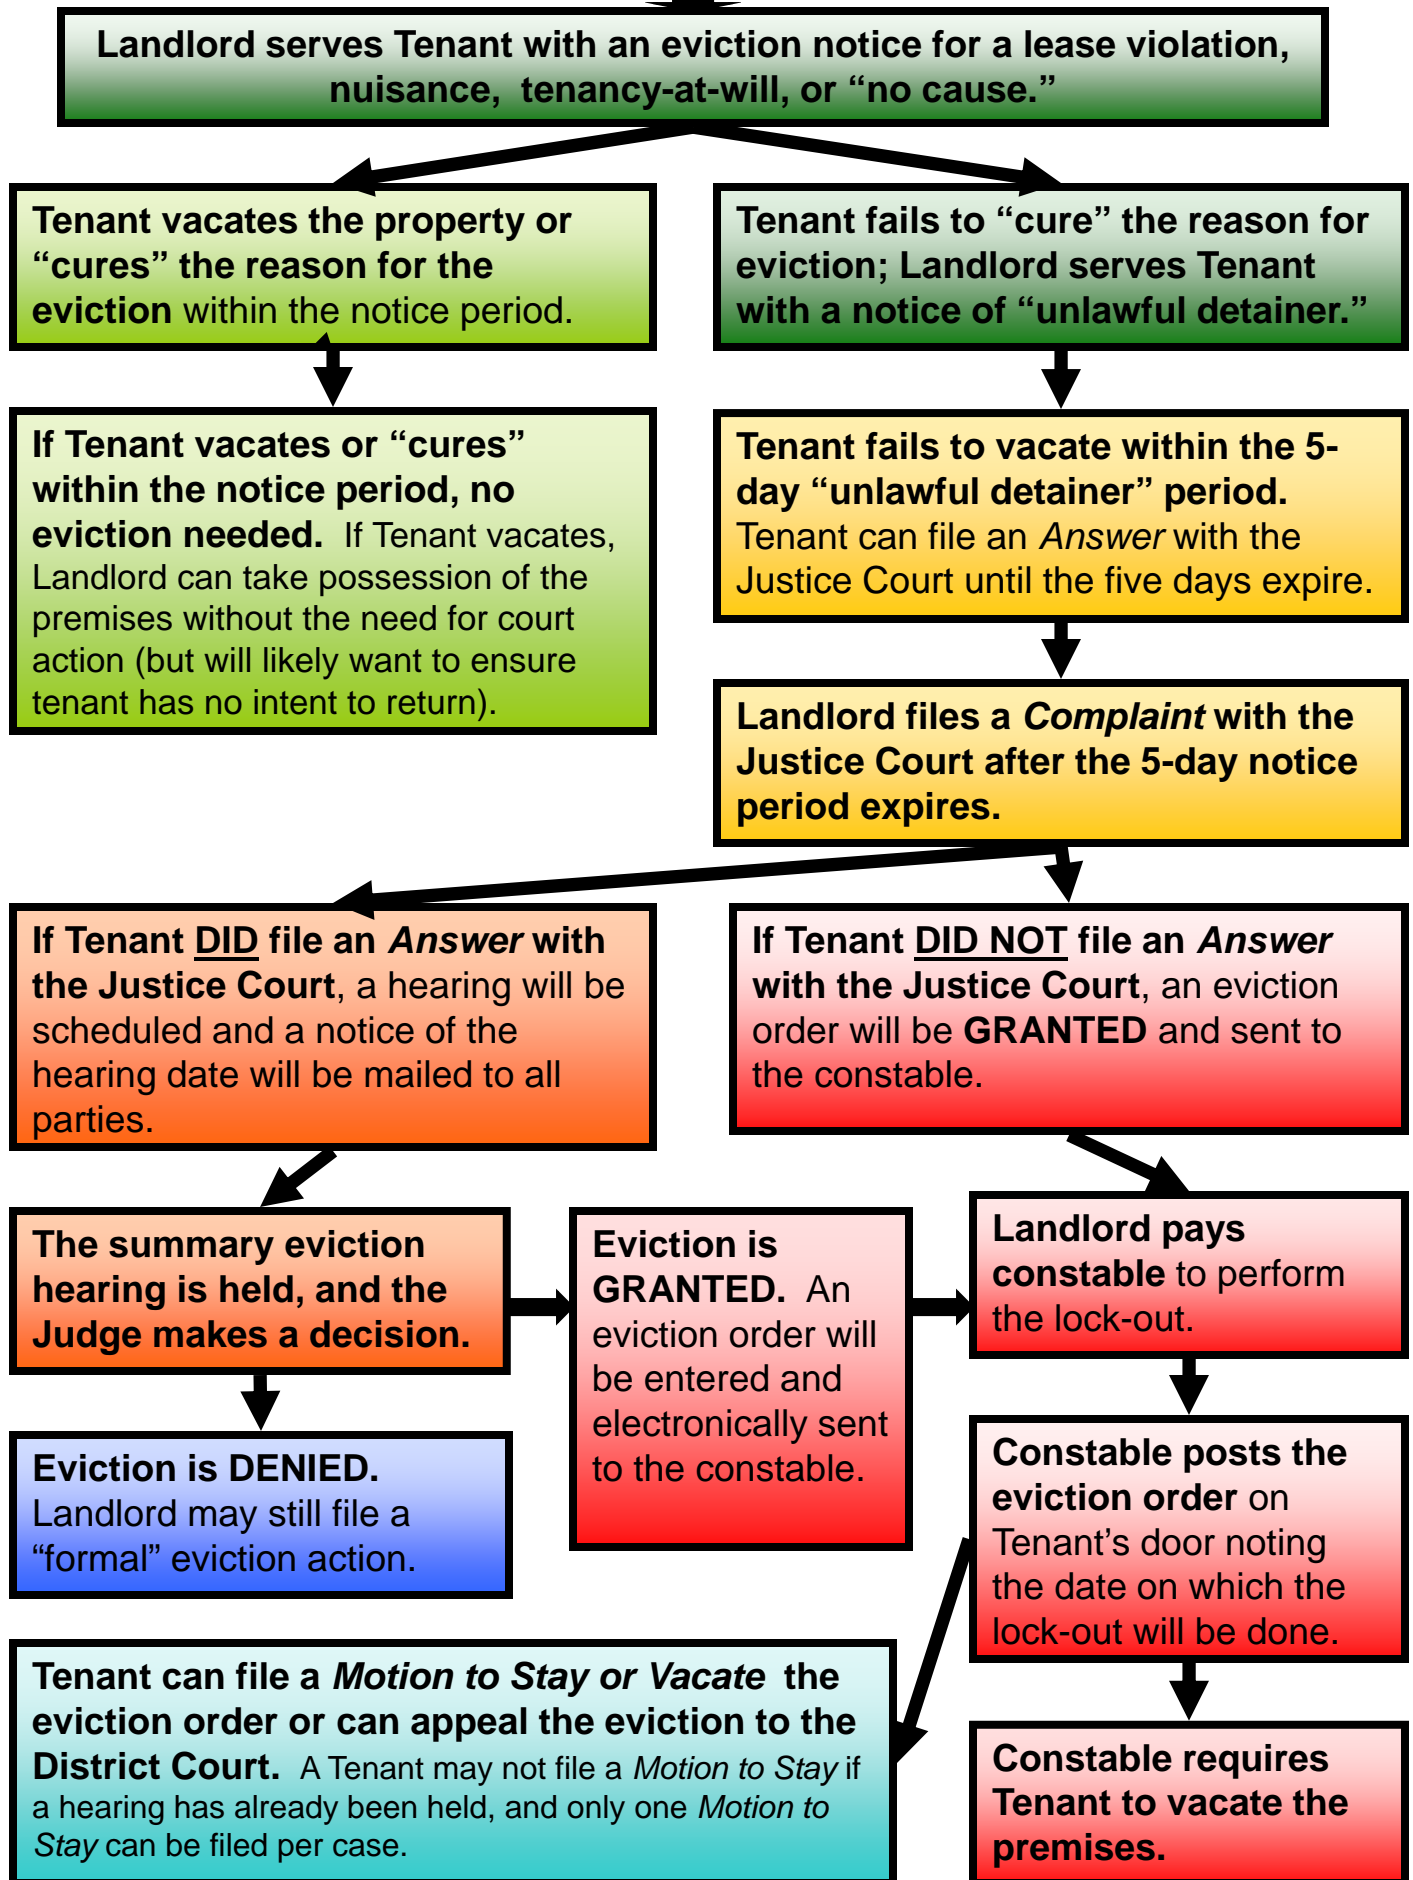 Landlord serves Tenant with an eviction notice for a lease violation,
nuisance,  tenancy-at-will, or “no cause.”
Tenant vacates the property or
“cures” the reason for the
eviction within the notice period.
Tenant fails to “cure” the reason for
eviction; Landlord serves Tenant
with a notice of “unlawful detainer.”
If Tenant vacates or “cures”
within the notice period, no
eviction needed.  If Tenant vacates,
Landlord can take possession of the
premises without the need for court
action (but will likely want to ensure
tenant has no intent to return).
Tenant fails to vacate within the 5-
day “unlawful detainer” period.
Tenant can file an Answer with the
Justice Court until the five days expire.
Landlord files a Complaint with the
Justice Court after the 5-day notice
period expires.
If Tenant DID file an Answer with
the Justice Court, a hearing will be
scheduled and a notice of the
hearing date will be mailed to all
parties.
If Tenant DID NOT file an Answer
with the Justice Court, an eviction
order will be GRANTED and sent to
the constable.
The summary eviction
hearing is held, and the
Judge makes a decision.
Eviction is
GRANTED.  An
eviction order will
be entered and
electronically sent
to the constable.
Landlord pays
constable to perform
the lock-out.
Eviction is DENIED.
Landlord may still file a
“formal” eviction action.
Constable posts the
eviction order on
Tenant’s door noting
the date on which the
lock-out will be done.
Tenant can file a Motion to Stay or Vacate  the
eviction order or can appeal the eviction to the
District Court.  A Tenant may not file a Motion to Stay if
a hearing has already been held, and only one Motion to
Stay can be filed per case.
Constable requires
Tenant to vacate the
premises.